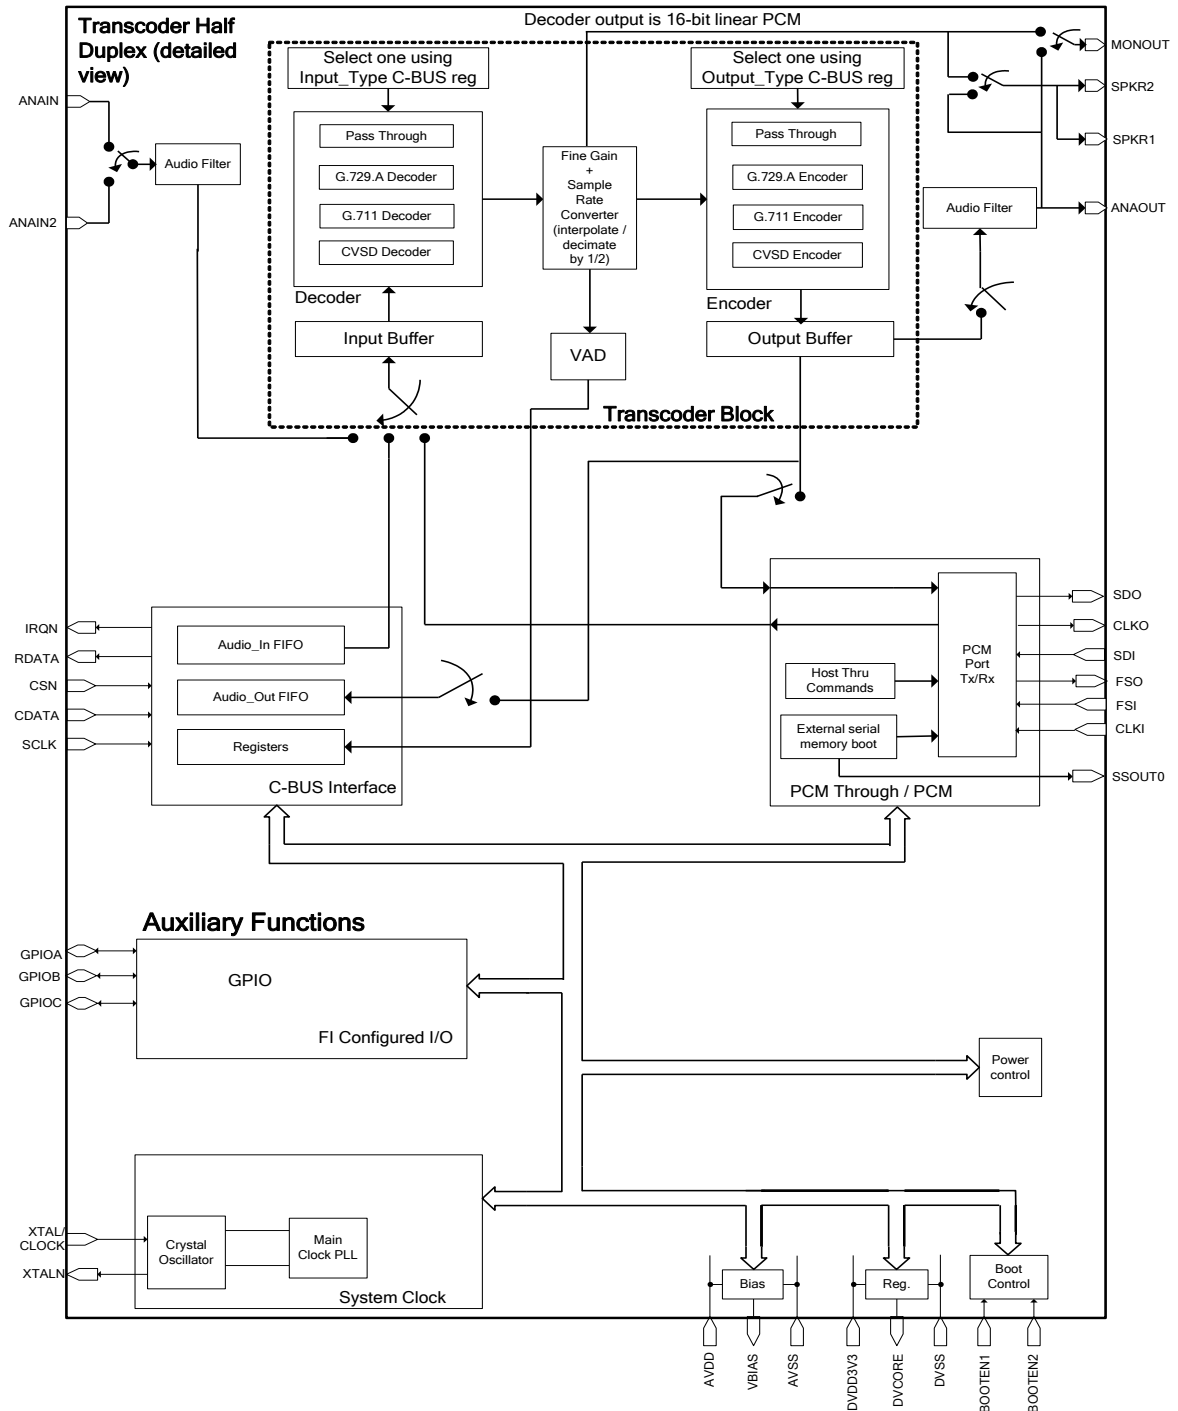 Transcoder Half
Duplex (detailed
view)
Decoder output is 16-bit linear PCM
Select one using
Input_Type C-BUS reg
Select one using
Output_Type C-BUS reg
MONOUT
SPKR2
SPKR1
ANAOUT
ANAIN
ANAIN2
Audio Filter
Pass Through
G.729.A Decoder
G.711 Decoder
CVSD Decoder
Decoder
Input Buffer
Fine Gain
+
Sample
Rate
Converter
(interpolate /
decimate
by 1/2)
VAD
Pass Through
G.729.A Encoder
G.711 Encoder
CVSD Encoder
Encoder
Output Buffer
Audio Filter
Transcoder Block
IRQN
RDATA
CSN
CDATA
SCLK
Audio_In FIFO
Audio_Out FIFO
Registers
C-BUS Interface
Host Thru
Commands
External serial
memory boot
PCM
Port
Tx/Rx
PCM Through / PCM
SDO
CLKO
SDI
FSO
FSI
CLKI
SSOUT0
Auxiliary Functions
GPIOA
GPIOB
GPIOC
GPIO
FI Configured I/O
Power
control
XTAL/
CLOCK
XTALN
Crystal
Oscillator
Main
Clock PLL
System Clock
Bias
Reg.
Boot
Control
AVDD
VBIAS
AVSS
DVDD3V3
DVCORE
DVSS
BOOTEN1
BOOTEN2